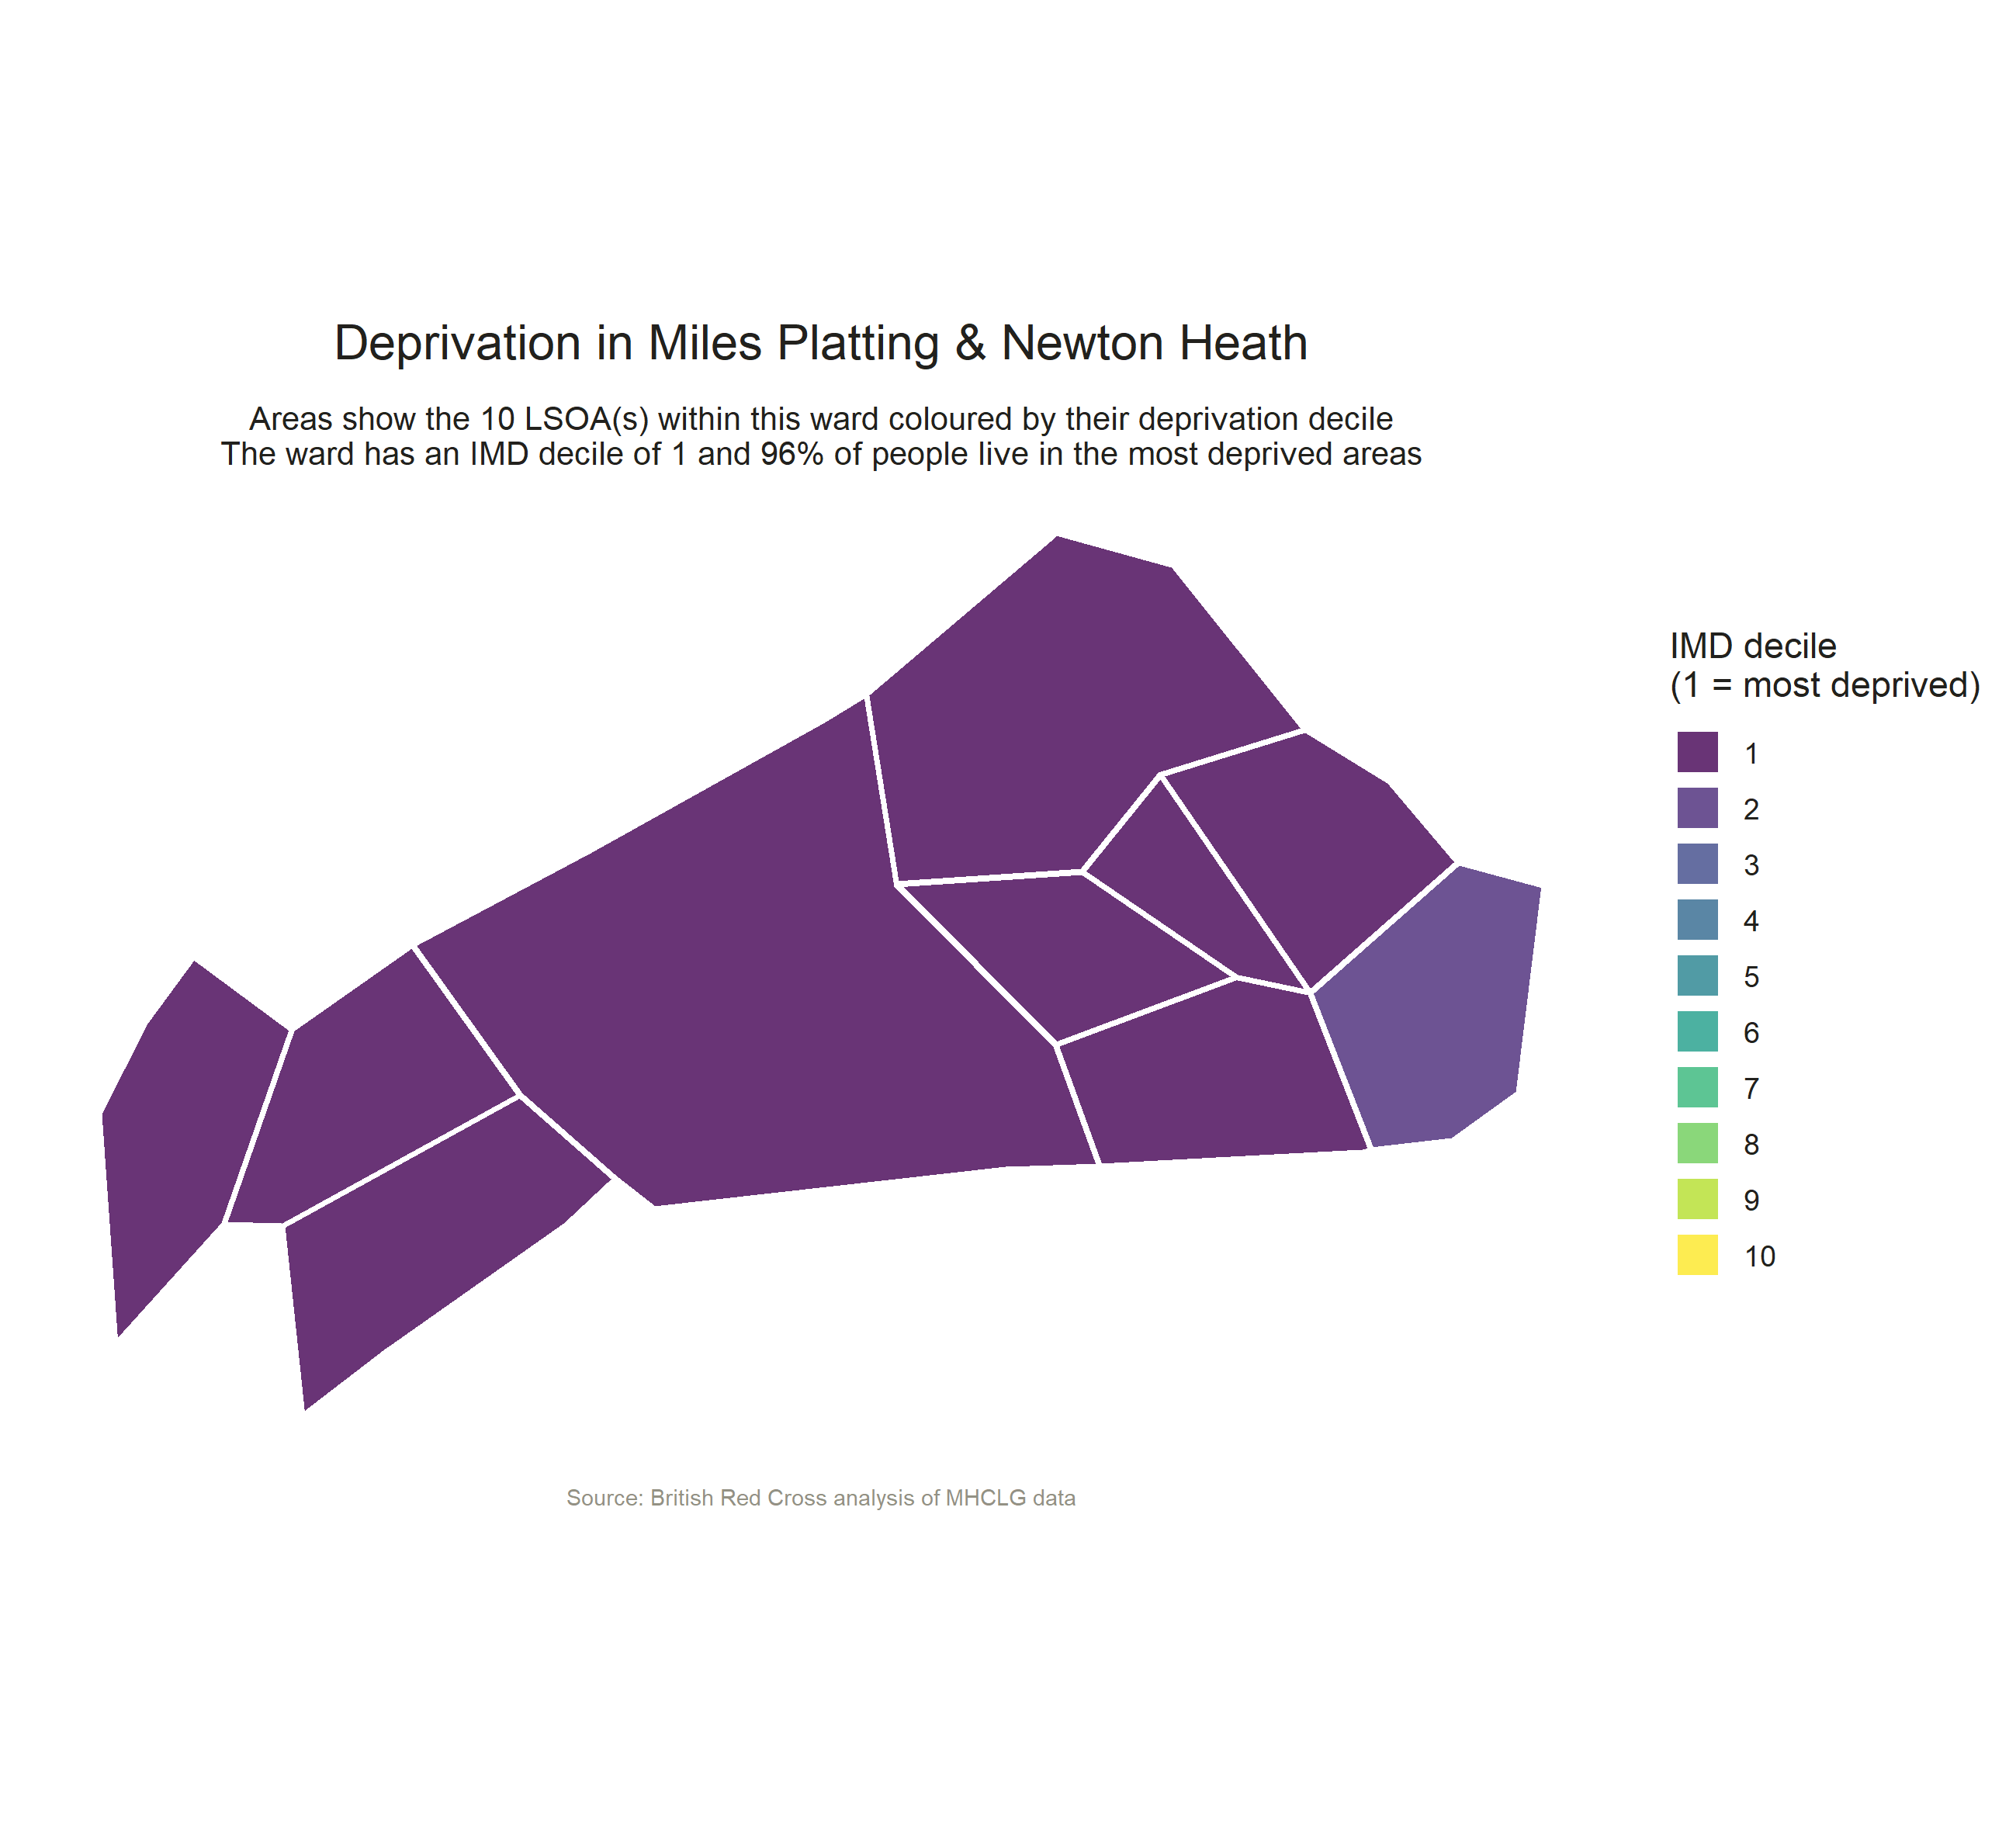 Deprivation in Miles Platting & Newton Heath
Areas show the 10 LSOA(s) within this ward coloured by their deprivation decile
The ward has an IMD decile of 1 and 96% of people live in the most deprived areas
IMD decile
(1 = most deprived)
1
2
3
4
5
6
7
8
9
10
Source: British Red Cross analysis of MHCLG data